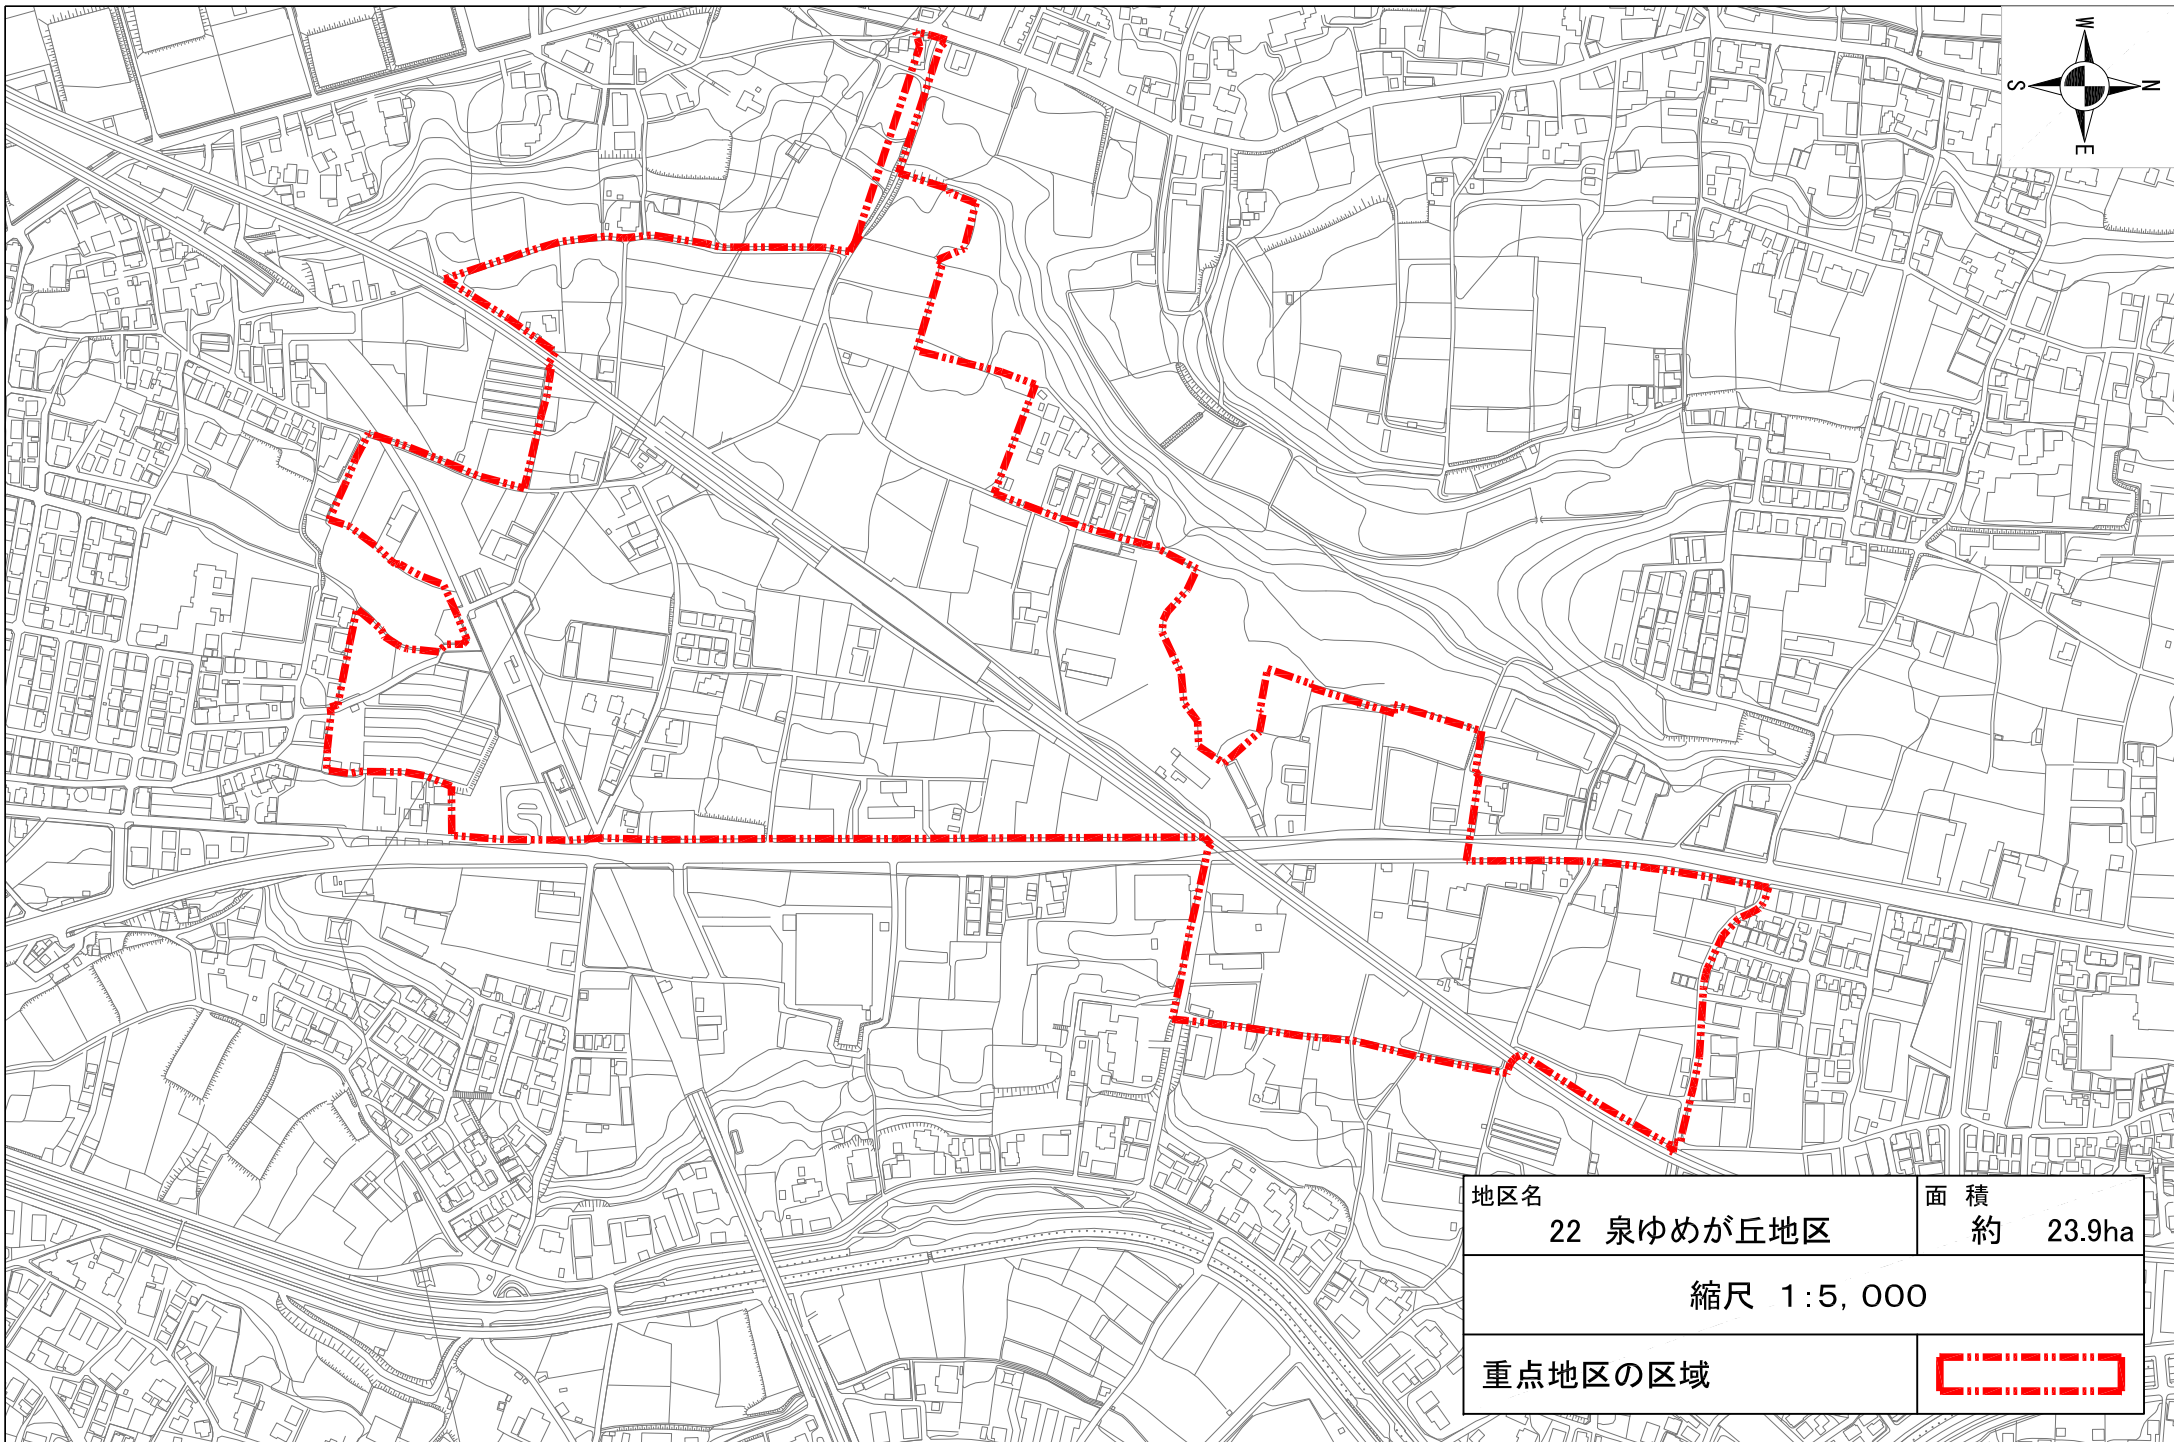 W
S
N
E
地区名
22 泉ゆめが丘地区
面 積
約 23.9ha
縮尺 1:5,000
重点地区の区域